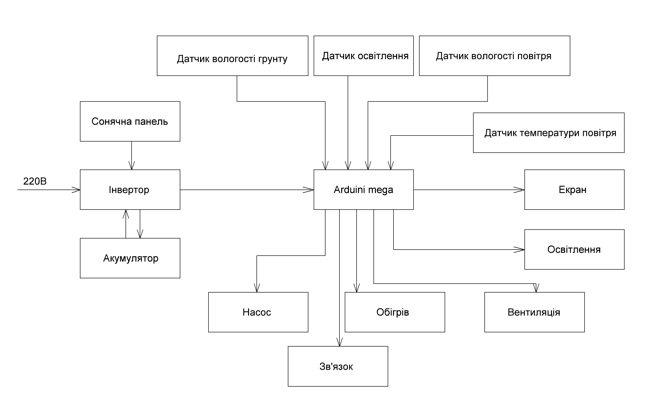 Датчик вологості грунту
Датчик освітлення
Датчик вологості повітря
Сонячна панель
Датчик температури повітря
220В
Інвертор
Arduini mega
Екран
Акумулятор
Освітлення
Насос
Обігрів
Вентиляція
Зв'язок